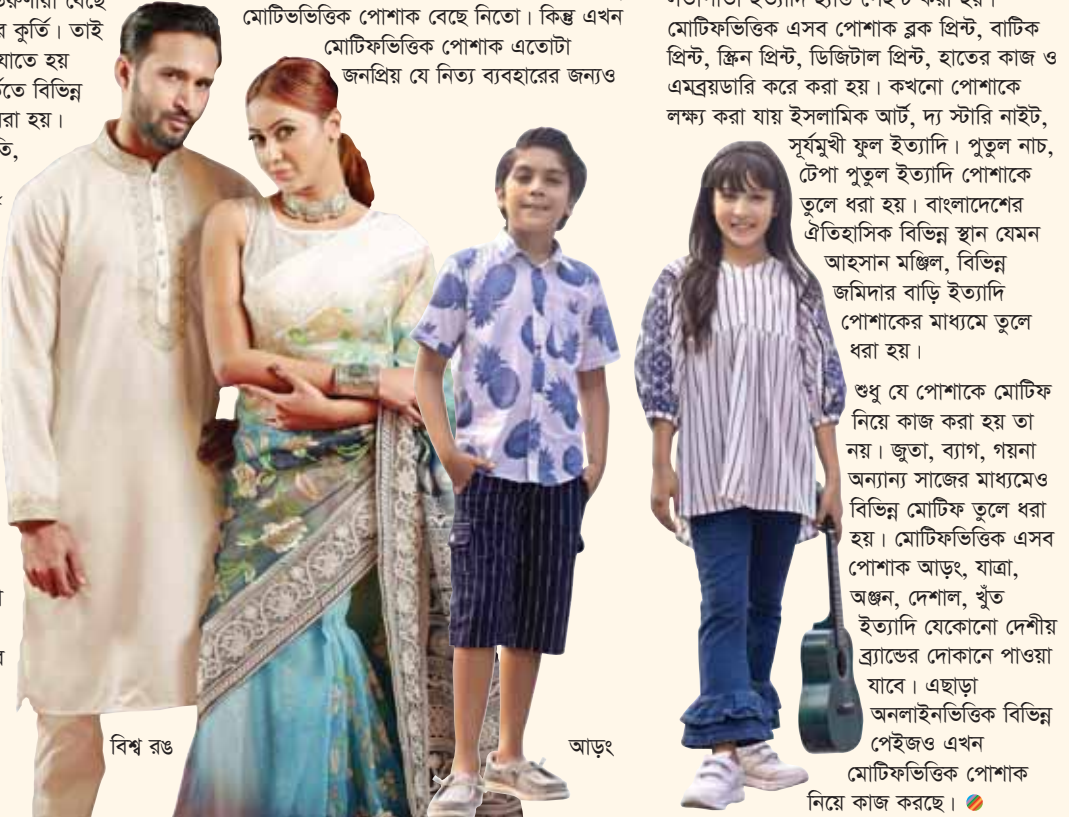 কুর্তি। তাই
যাতে হয়
বিভিন্ন
হয়।
মোটিভভিত্তিক পোশাক বেছে নিতো। কিন্তু এখন
মোটিফভিত্তিক পোশাক এতোটা
জনপ্রিয় যে নিত্য ব্যবহারের জন্যও
বিশ্ব রঙ
আড়ং
মোটিফভিত্তিক এসব পোশাক ব্লক প্রিন্ট, বাটিক
প্রিন্ট, স্ক্রিন প্রিন্ট, ডিজিটাল প্রিন্ট, হাতের কাজ ও
এমব্রয়ডারি করে করা হয়। কখনো পোশাকে
লক্ষ্য করা যায় ইসলামিক আর্ট, দ্য স্টারি নাইট,
সূর্যমুখী ফুল ইত্যাদি। পুতুল নাচ,
টেপা পুতুল ইত্যাদি পোশাকে
তুলে ধরা হয়। বাংলাদেশের
ঐতিহাসিক বিভিন্ন স্থান যেমন
আহসান মঞ্জিল, বিভিন্ন
জমিদার বাড়ি ইত্যাদি
পোশাকের মাধ্যমে তুলে
ধরা হয়।
শুধু যে পোশাকে মোটিফ
নিয়ে কাজ করা হয় তা
নয়। জুতা, ব্যাগ, গয়না
অন্যান্য সাজের মাধ্যমেও
বিভিন্ন মোটিফ তুলে ধরা
হয়। মোটিফভিত্তিক এসব
পোশাক আড়ং, যাত্রা,
অঞ্জন, দেশাল, খুঁত
ইত্যাদি যেকোনো দেশীয়
ব্র্যান্ডের দোকানে পাওয়া
যাবে। এছাড়া
অনলাইনভিত্তিক বিভিন্ন
পেইজও এখন
মোটিফভিত্তিক পোশাক
নিয়ে কাজ করছে।